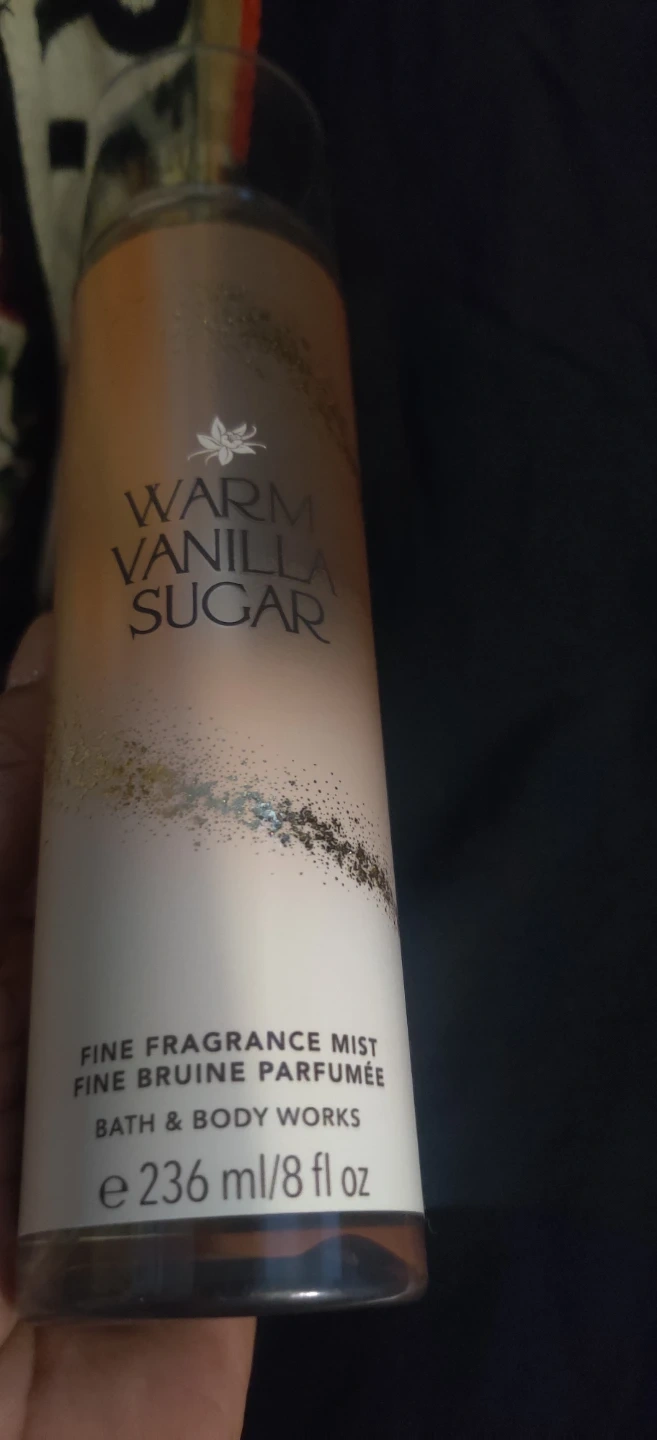 WARM
VANILLA
SUGAR
FINE FRAGRANCE MIST
FINE BRUINE PARFUMÉE
BATH & BODY WORKS
℮ 236 ml/8 fl oz